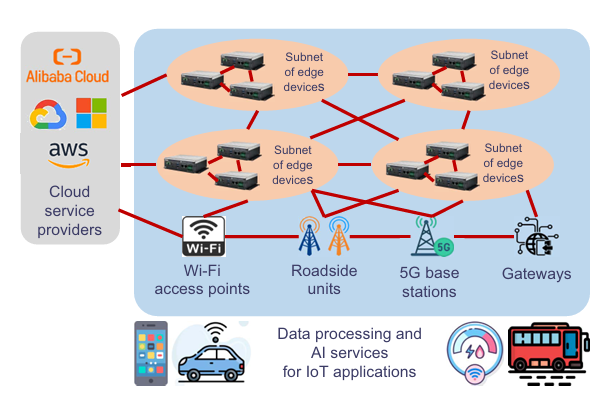 Alibaba Cloud
aws
Cloud
service
providers
Subnet
of edge
devices
Subnet
of edge
devices
Subnet
of edge
devices
Subnet
of edge
devices
Wi-Fi
Wi-Fi
access points
Roadside
units
5G
5G base
stations
Gateways
Data processing and
AI services
for IoT applications